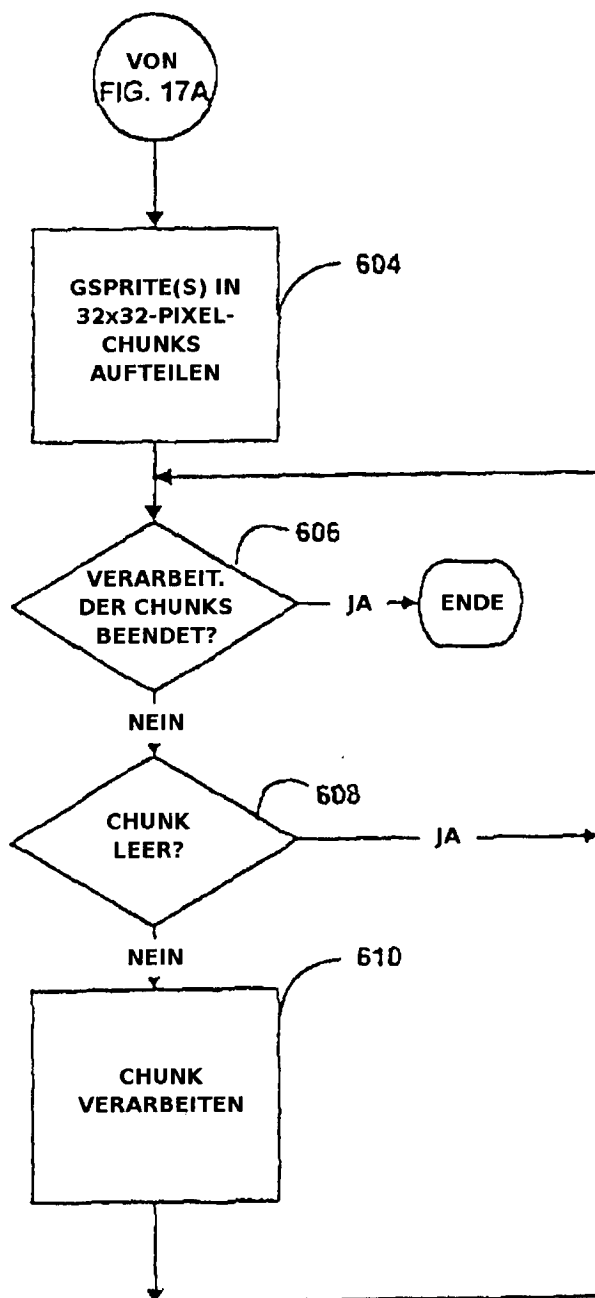 VON
FIG. 17A
604
GSPRITE(S) IN
32x32-PIXEL-
CHUNKS
AUFTEILEN
606
VERARBEIT.
DER CHUNKS
BEENDET?
JA
ENDE
NEIN
608
CHUNK
LEER?
JA
NEIN
610
CHUNK
VERARBEITEN